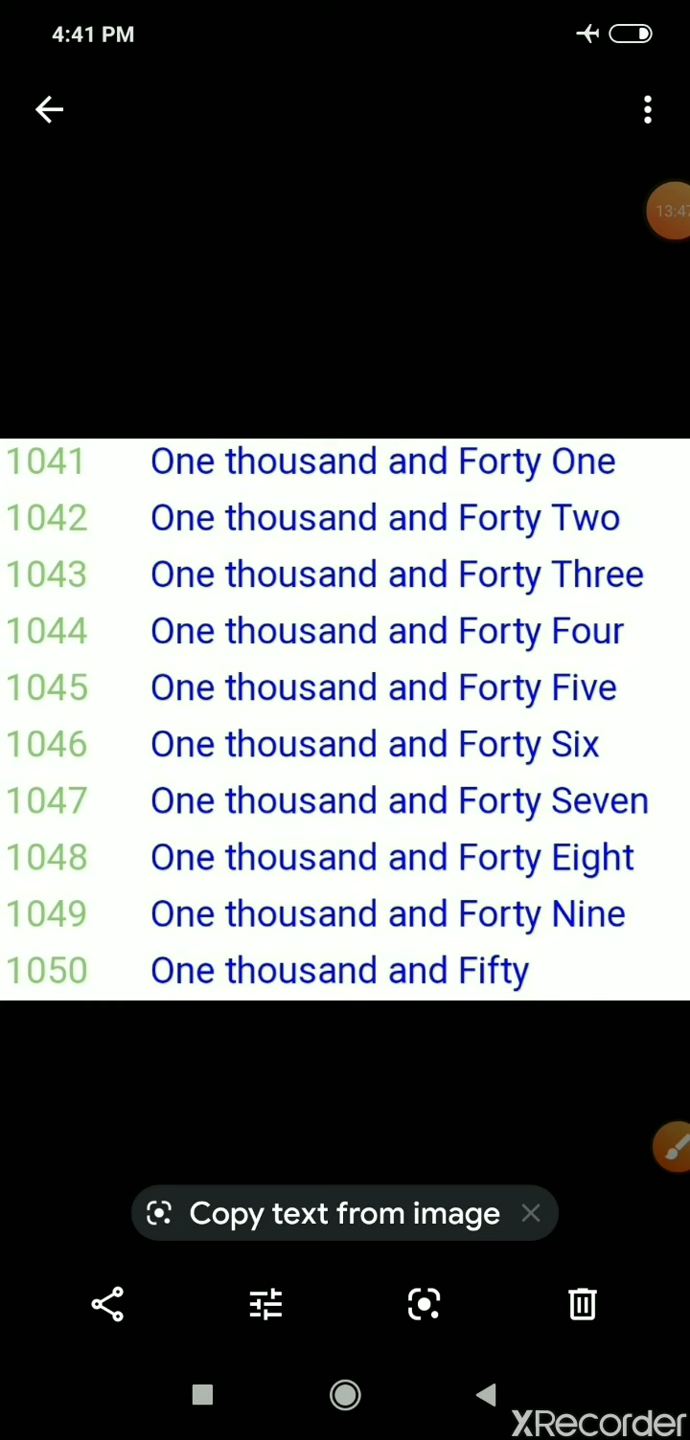 4:41 PM
13:47
1041 One thousand and Forty One
1042 One thousand and Forty Two
1043 One thousand and Forty Three
1044 One thousand and Forty Four
1045 One thousand and Forty Five
1046 One thousand and Forty Six
1047 One thousand and Forty Seven
1048 One thousand and Forty Eight
1049 One thousand and Forty Nine
1050 One thousand and Fifty
Copy text from image
XRecorder